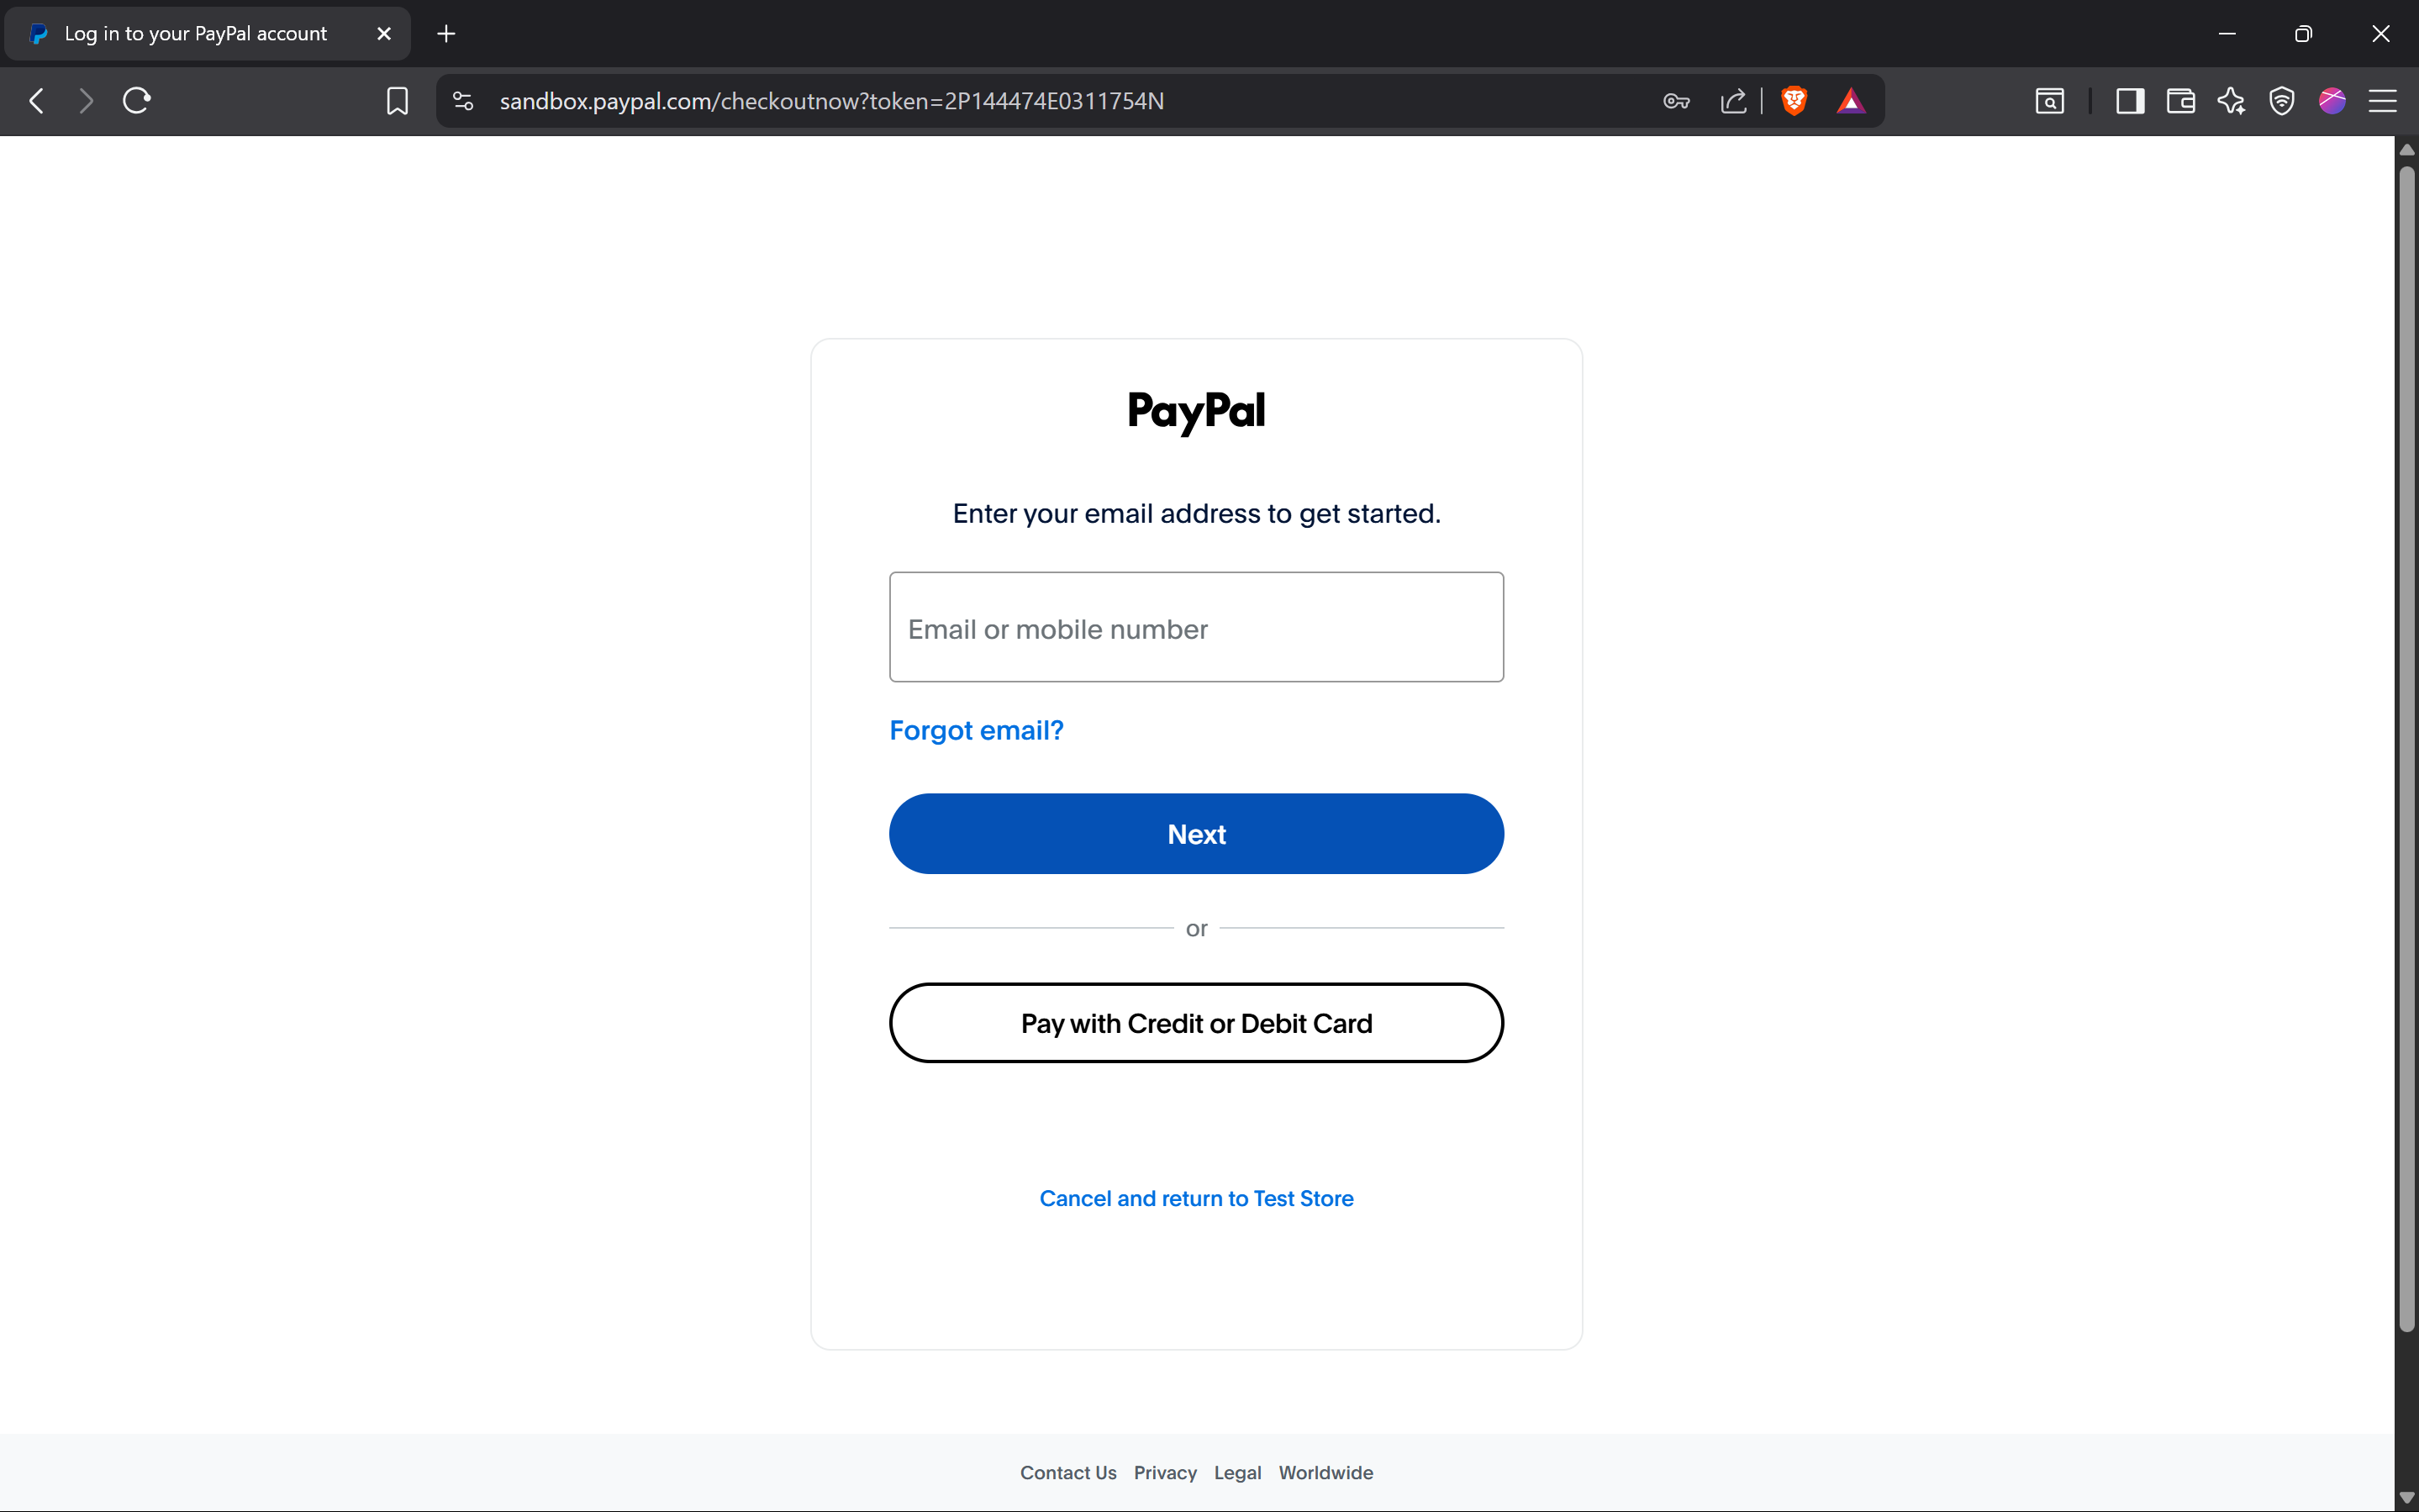 Log in to your PayPal account
sandbox.paypal.com/checkoutnow?token=2P144474E0311754N
PayPal
Enter your email address to get started.
Email or mobile number
Forgot email?
Next
or
Pay with Credit or Debit Card
Cancel and return to Test Store
Contact Us Privacy Legal Worldwide